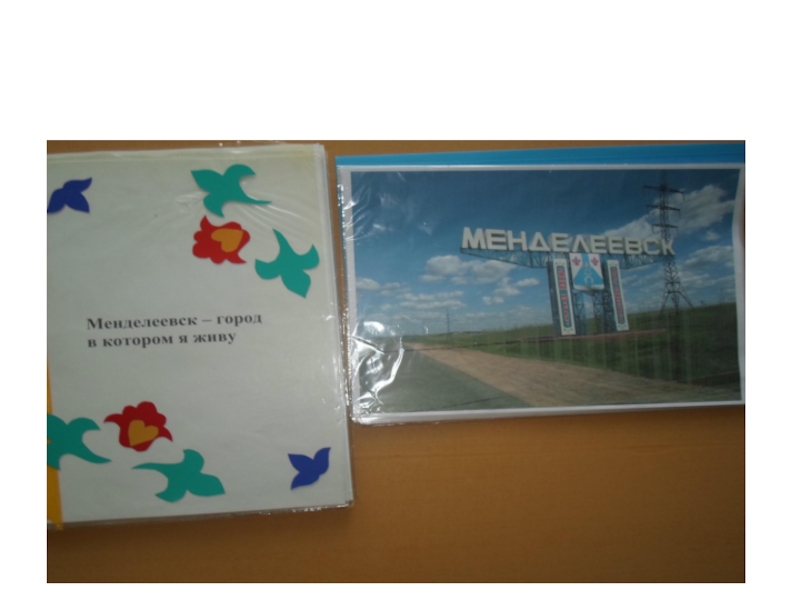 Менделеевск – город
в котором я живу
МЕНДЕЛЕЕВСК